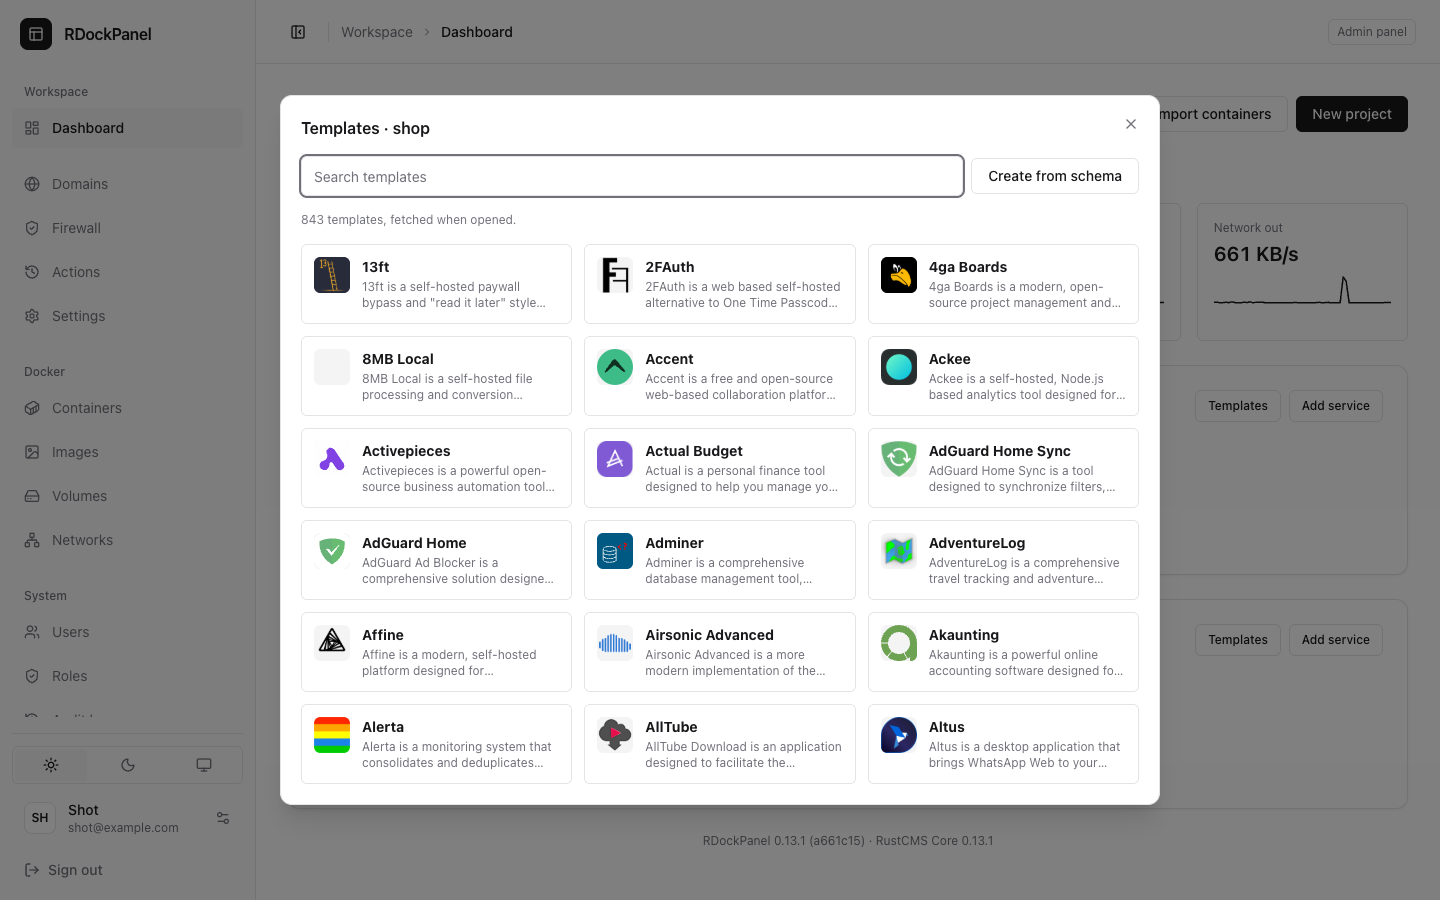 RDockPanel
Workspace
Dashboard
Domains
Firewall
Actions
Settings
Docker
Containers
Images
Volumes
Networks
System
Users
Roles
SH
Shot
shot@example.com
Sign out
Workspace > Dashboard
Admin panel
mport containers
New project
Network out
661 KB/s
Templates
Add service
Templates
Add service
Templates · shop
Search templates
Create from schema
843 templates, fetched when opened.
13ft
13ft is a self-hosted paywall
bypass and "read it later" style...
2FAuth
2FAuth is a web based self-hosted
alternative to One Time Passcod...
4ga Boards
4ga Boards is a modern, open-
source project management and...
8MB Local
8MB Local is a self-hosted file
processing and conversion...
Accent
Accent is a free and open-source
web-based collaboration platfor...
Ackee
Ackee is a self-hosted, Node.js
based analytics tool designed for...
Activepieces
Activepieces is a powerful open-
source business automation tool...
Actual Budget
Actual is a personal finance tool
designed to help you manage yo...
AdGuard Home Sync
AdGuard Home Sync is a tool
designed to synchronize filters,...
AdGuard Home
AdGuard Ad Blocker is a
comprehensive solution designe...
Adminer
Adminer is a comprehensive
database management tool,...
AdventureLog
AdventureLog is a comprehensive
travel tracking and adventure...
Affine
Affine is a modern, self-hosted
platform designed for...
Airsonic Advanced
Airsonic Advanced is a more
modern implementation of the...
Akaunting
Akaunting is a powerful online
accounting software designed fo...
Alerta
Alerta is a monitoring system that
consolidates and deduplicates...
AllTube
AllTube Download is an application
designed to facilitate the...
Altus
Altus is a desktop application that
brings WhatsApp Web to your...
RDockPanel 0.13.1 (a661c15) · RustCMS Core 0.13.1